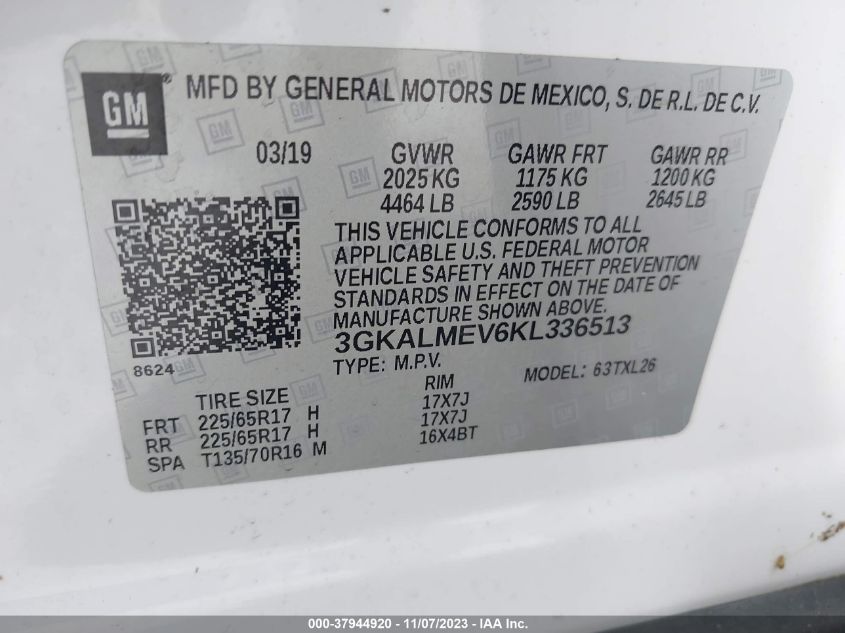 GM ® MFD BY GENERAL MOTORS DE MEXICO, S. DE R.L. DE C.V.
03/19 GVWR GAWR FRT GAWR RR
2025 KG 1175 KG 1200 KG
4464 LB 2590 LB 2645 LB
THIS VEHICLE CONFORMS TO ALL
APPLICABLE U.S. FEDERAL MOTOR
VEHICLE SAFETY AND THEFT PREVENTION
STANDARDS IN EFFECT ON THE DATE OF
MANUFACTURE SHOWN ABOVE.
3GKALMEV6KL336513
8624 TYPE: M.P.V. MODEL: 63TXL26
TIRE SIZE RIM
FRT 225/65R17 H 17X7J
RR 225/65R17 H 17X7J
SPA T135/70R16 M 16X4BT
000-37944920 - 11/07/2023 - IAA Inc.